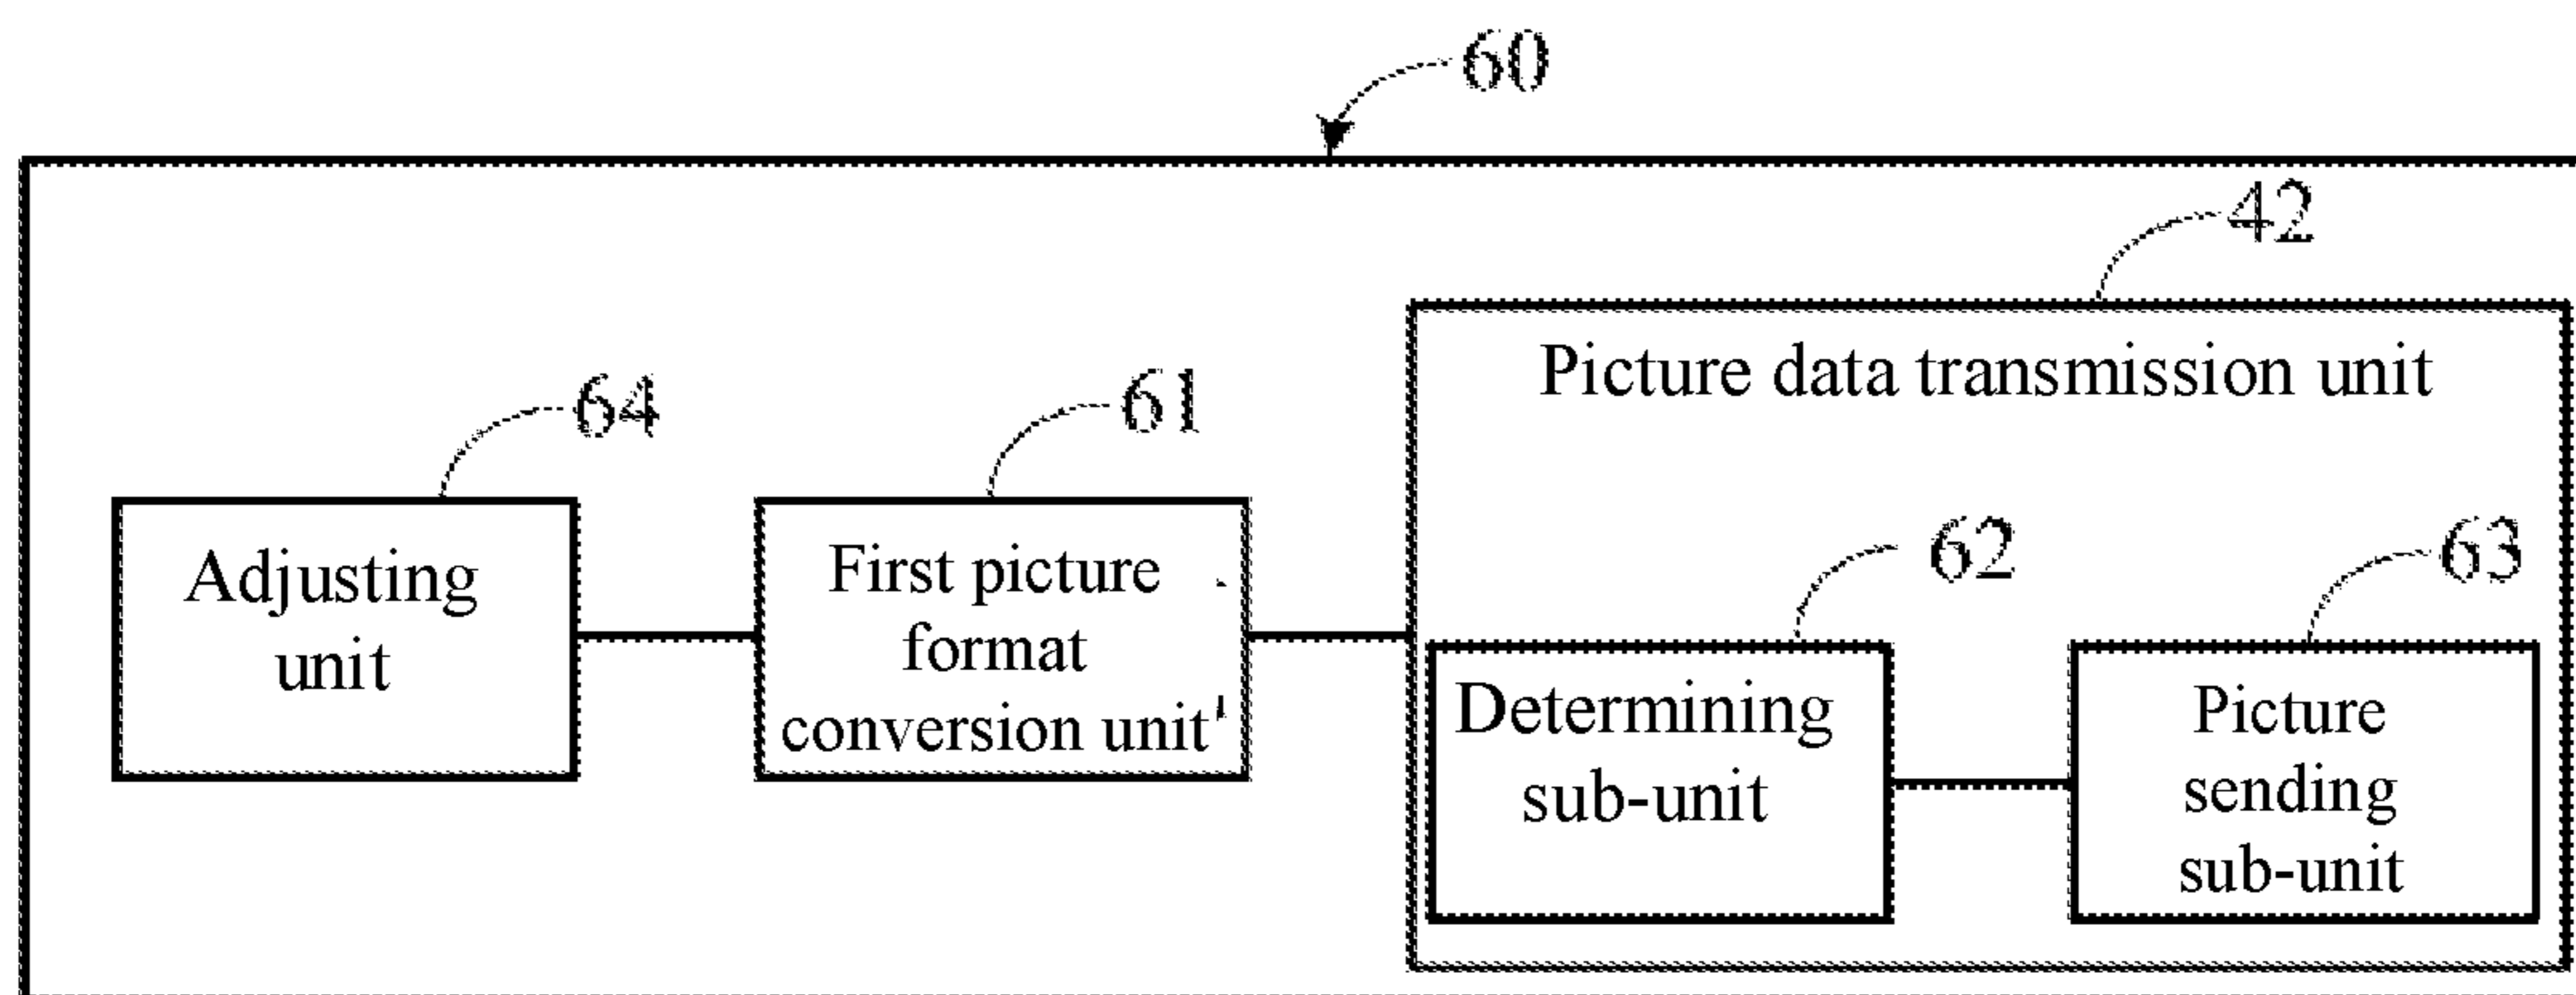 60
42
Picture data transmission unit
64
61
62
63
Adjusting
unit
First picture
format
conversion unit
Determining
sub-unit
Picture
sending
sub-unit